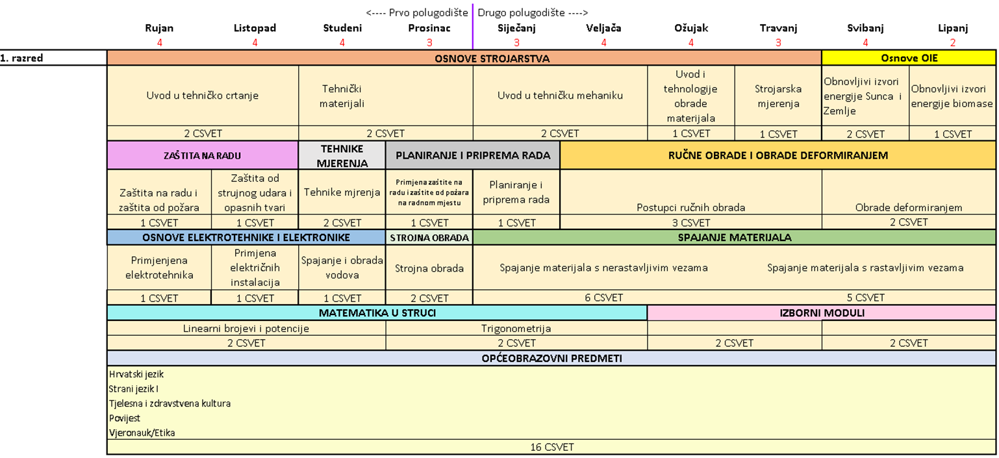 <---- Prvo polugodište Drugo polugodište ---->
Rujan Listopad Studeni Prosinac Siječanj Veljača Ožujak Travanj Svibanj Lipanj
4 4 4 3 3 4 4 3 4 2
1. razred OSNOVE STROJARSTVA Osnove OIE
Uvod u tehničko crtanje
Tehnički
materijali
Uvod u tehničku mehaniku
Uvod i
tehnologije
obrade
materijala
Strojarska
mjerenja
Obnovljivi izvori
energije Sunca i
Zemlje
Obnovljivi izvori
energije biomase
2 CSVET 2 CSVET 2 CSVET 1 CSVET 1 CSVET 2 CSVET 1 CSVET
ZAŠTITA NA RADU
TEHNIKE
MJERENJA
PLANIRANJE I PRIPREMA RADA
RUČNE OBRADE I OBRADE DEFORMIRANJEM
Zaštita na radu i
zaštita od požara
Zaštita od
strujnog udara i
opasnih tvari
Tehnike mjrenja
Primjena zaštite na
radu i zaštite od požara
na radnom mjestu
Planiranje i
priprema rada
Postupci ručnih obrada
Obrade deformiranjem
1 CSVET 1 CSVET 2 CSVET 1 CSVET 1 CSVET 3 CSVET 2 CSVET
OSNOVE ELEKTROTEHNIKE I ELEKTRONIKE STROJNA OBRADA SPAJANJE MATERIJALA
Primjenjena
elektrotehnika
Primjena
električnih
instalacija
Spajanje i obrada
vodova
Strojna obrada
Spajanje materijala s nerastavljivim vezama
Spajanje materijala s rastavljivim vezama
1 CSVET 1 CSVET 1 CSVET 2 CSVET 6 CSVET 5 CSVET
MATEMATIKA U STRUCI IZBORNI MODULI
Linearni brojevi i potencije Trigonometrija
2 CSVET 2 CSVET 2 CSVET 2 CSVET
OPĆEOBRAZOVNI PREDMETI
Hrvatski jezik
Strani jezik I
Tjelesna i zdravstvena kultura
Povijest
Vjeronauk/Etika
16 CSVET